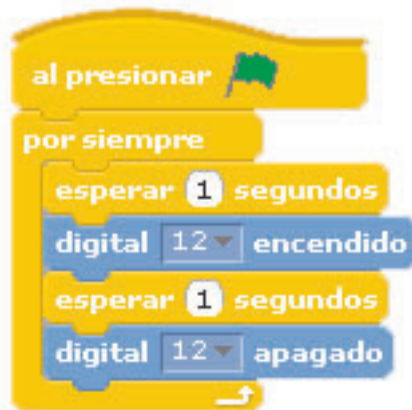 al presionar
por siempre
esperar 1 segundos
digital 12 encendido
esperar 1 segundos
digital 12 apagado